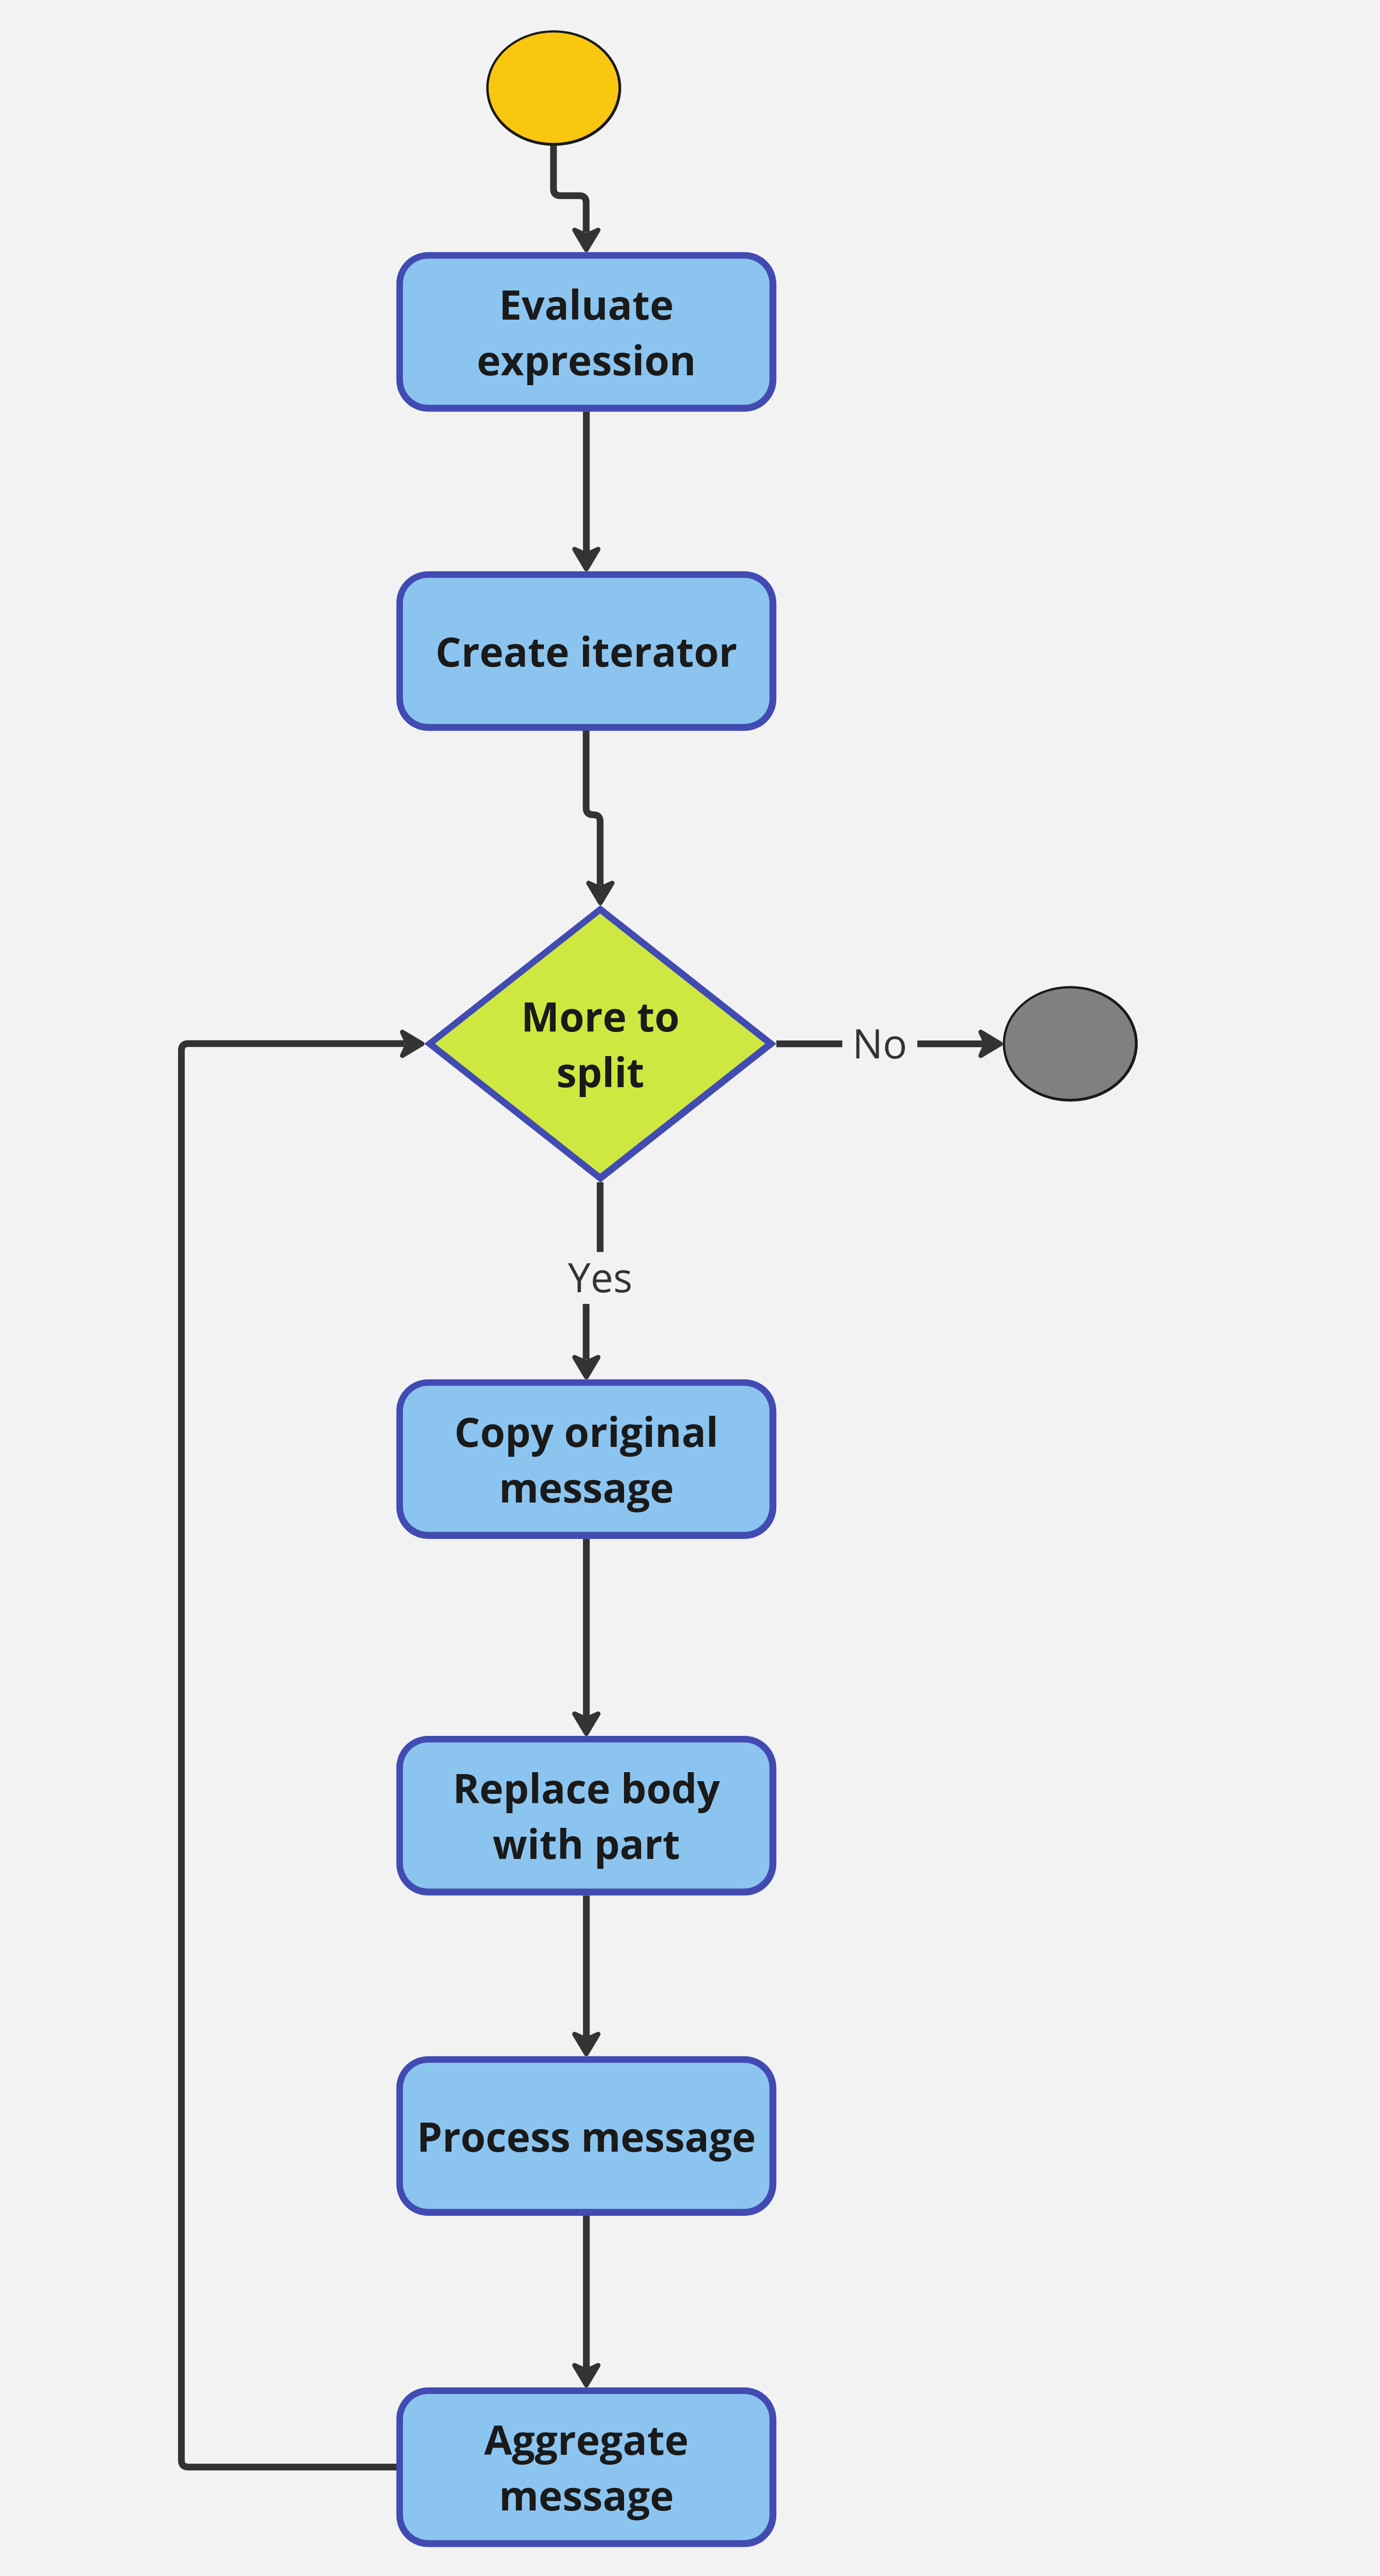 Evaluate
expression
Create iterator
More to
split
No
Yes
Copy original
message
Replace body
with part
Process message
Aggregate
message